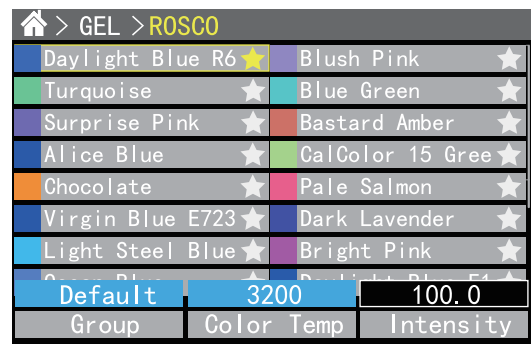 > GEL >ROSCO
Daylight Blue R6 Blush Pink
Turquoise Blue Green
Surprise Pink Bastard Amber
Alice Blue CalColor 15 Gree
Chocolate Pale Salmon
Virgin Blue E723 Dark Lavender
Light Steel Blue Bright Pink
Default 3200 100.0
Group Color Temp Intensity